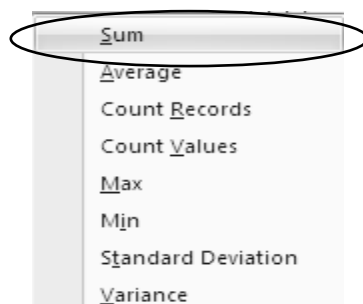 Sum
Average
Count Records
Count Values
Max
Min
Standard Deviation
Variance